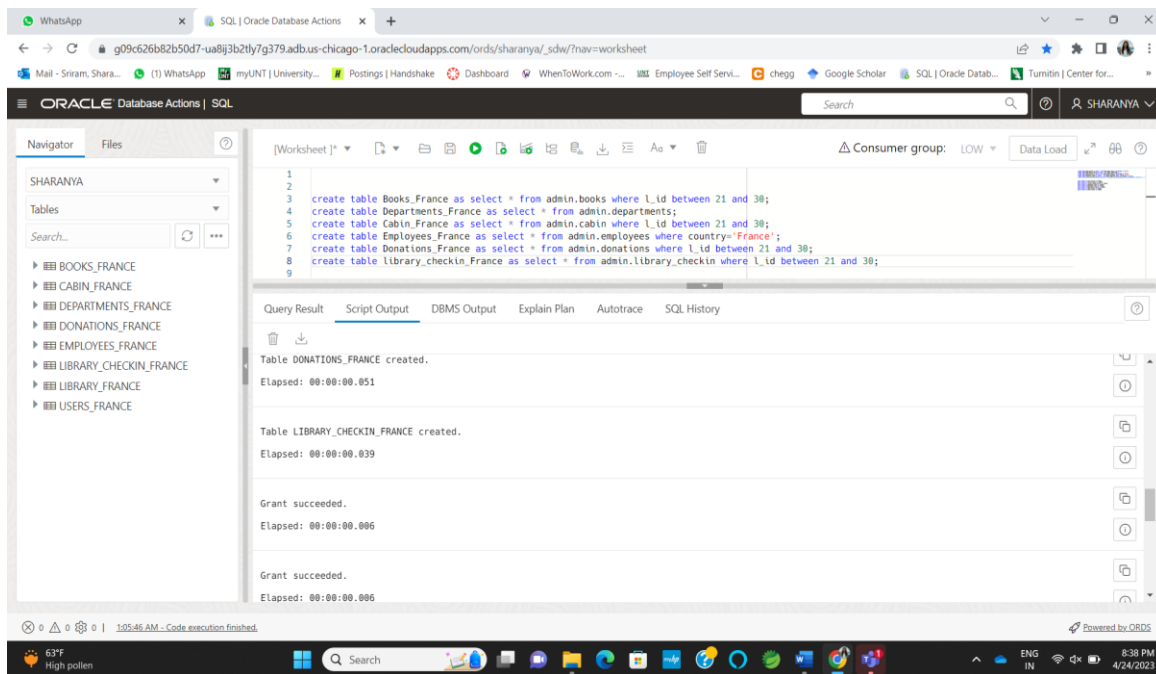 WhatsApp
SQL | Oracle Database Actions
g09c626b82b50d7-ua8ij3b2tly7g379.adb.us-chicago-1.oraclecloudapps.com/ords/sharanya/_sdw/?nav=worksheet
Mail - Sriram, Shara... (1) WhatsApp myUNT | University... Postings | Handshake Dashboard WhenToWork.com -... Employee Self Servi... chegg Google Scholar SQL | Oracle Datab... Turnitin | Center for... »
ORACLE Database Actions | SQL Search SHARANYA
Navigator Files
[Worksheet ]* Aa Consumer group: LOW Data Load
SHARANYA
Tables
Search...
BOOKS_FRANCE
CABIN_FRANCE
DEPARTMENTS_FRANCE
DONATIONS_FRANCE
EMPLOYEES_FRANCE
LIBRARY_CHECKIN_FRANCE
LIBRARY_FRANCE
USERS_FRANCE
1
2
3 create table Books_France as select * from admin.books where l_id between 21 and 30;
4 create table Departments_France as select * from admin.departments;
5 create table Cabin_France as select * from admin.cabin where l_id between 21 and 30;
6 create table Employees_France as select * from admin.employees where country='France';
7 create table Donations_France as select * from admin.donations where l_id between 21 and 30;
8 create table library_checkin_France as select * from admin.library_checkin where l_id between 21 and 30;
9
Query Result Script Output DBMS Output Explain Plan Autotrace SQL History
Table DONATIONS_FRANCE created.
Elapsed: 00:00:00.051
Table LIBRARY_CHECKIN_FRANCE created.
Elapsed: 00:00:00.039
Grant succeeded.
Elapsed: 00:00:00.006
Grant succeeded.
Elapsed: 00:00:00.006
0 0 0 | 1:05:46 AM - Code execution finished. Powered by ORDS
63°F
High pollen
Search
ENG
IN
8:38 PM
4/24/2023